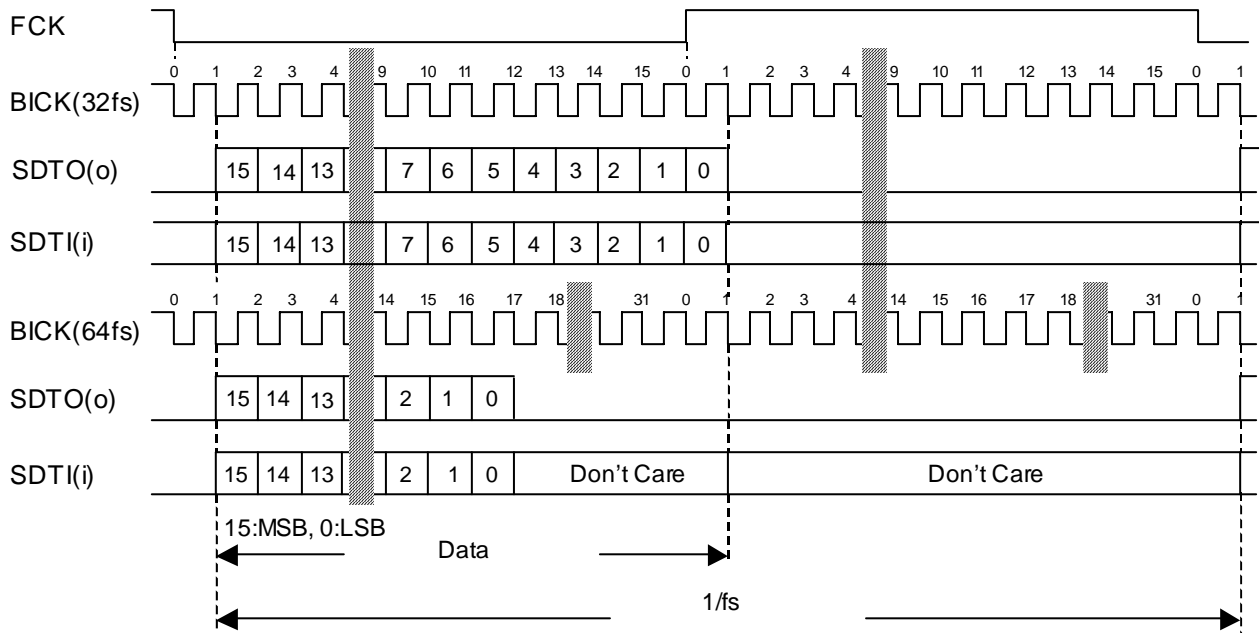 FCK
0 1 2 3 4 9 10 11 12 13 14 15 0 1 2 3 4 9 10 11 12 13 14 15 0 1
BICK(32fs)
SDTO(o) 15 14 13 7 6 5 4 3 2 1 0
SDTI(i) 15 14 13 7 6 5 4 3 2 1 0
0 1 2 3 4 14 15 16 17 18 31 0 1 2 3 4 14 15 16 17 18 31 0 1
BICK(64fs)
SDTO(o) 15 14 13 2 1 0
SDTI(i) 15 14 13 2 1 0 Don't Care Don't Care
15:MSB, 0:LSB
Data
1/fs